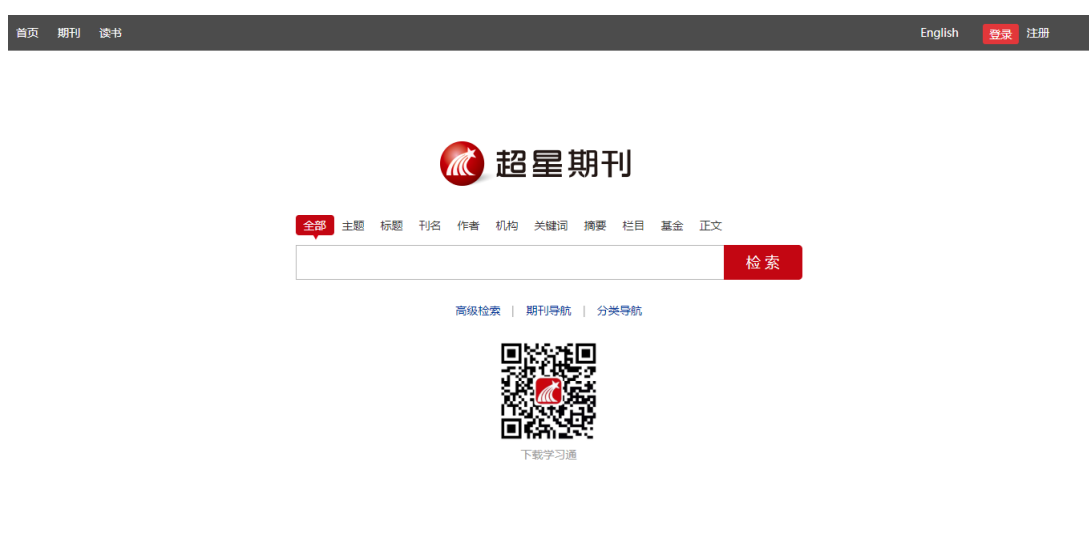 首页 期刊 读书 English 登录 注册
超星期刊
全部 主题 标题 刊名 作者 机构 关键词 摘要 栏目 基金 正文
检索
高级检索 | 期刊导航 | 分类导航
下载学习通